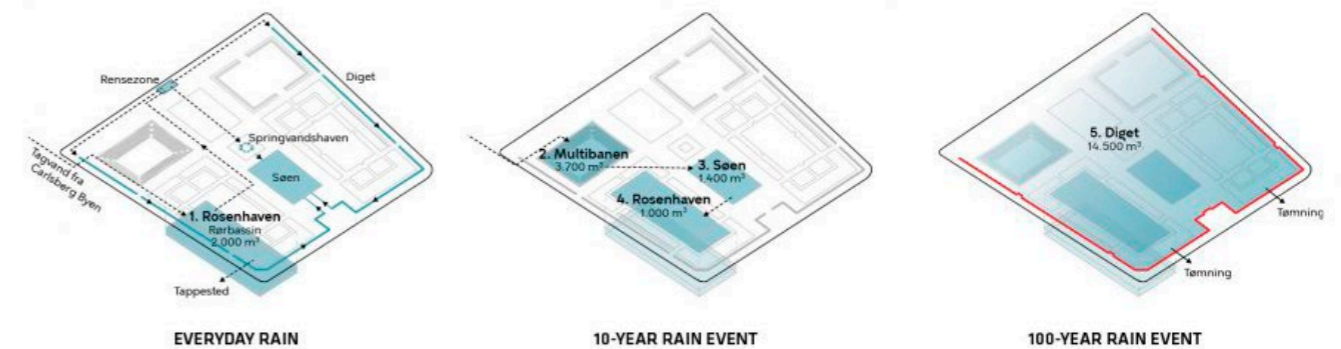 Rensezone
Diget
Springvandshaven
Søen
Tagvand fra
Carlsberg Byen
1. Rosenhaven
Rørbassin
2.000 m³
Tappested
EVERYDAY RAIN
2. Multibanen
3.700 m³
3. Søen
1.400 m³
4. Rosenhaven
1.000 m³
10-YEAR RAIN EVENT
5. Diget
14.500 m³
Tømning
Tømning
100-YEAR RAIN EVENT